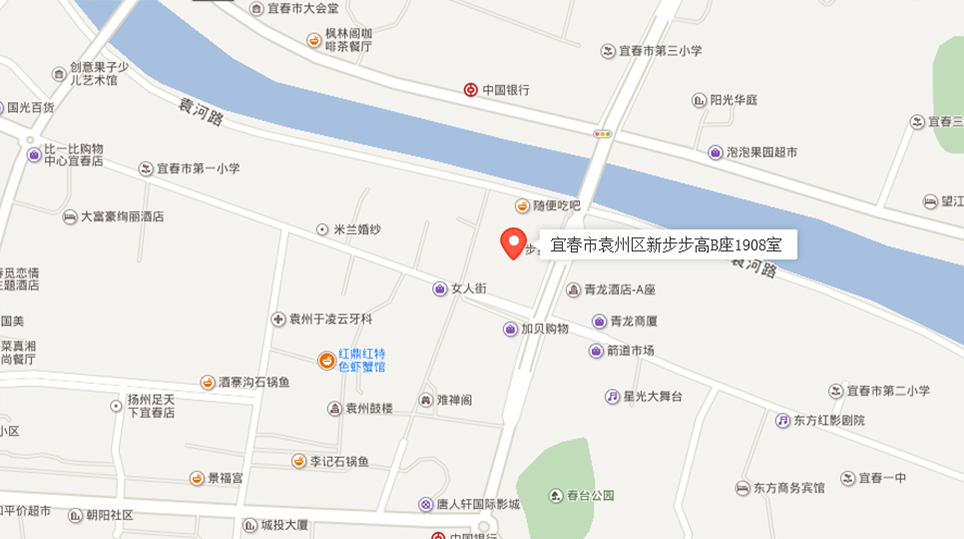 宜春市大会堂
枫林阁咖
啡茶餐厅
宜春市第三小学
创意果子少
儿艺术馆
中国银行
阳光华庭
国光百货
袁河路
宜春三
比一比购物
中心宜春店
泡泡果园超市
宜春市第一小学
大富豪绚丽酒店
随便吃吧
望江
米兰婚纱
步
宜春市袁州区新步步高B座1908室
袁河路
春觅恋情
主题酒店
女人街
青龙酒店-A座
国美
袁州于凌云牙科
加贝购物
青龙商厦
菜真湘
尚餐厅
红鼎红特
色虾蟹馆
箭道市场
酒寨沟石锅鱼
扬州足天
下宜春店
袁州鼓楼
难禅阁
星光大舞台
宜春市第二小学
东方红影剧院
小区
李记石锅鱼
景福宫
宜春一中
东方商务宾馆
春台公园
和平价超市
朝阳社区
城投大厦
唐人轩国际影城
中国银行